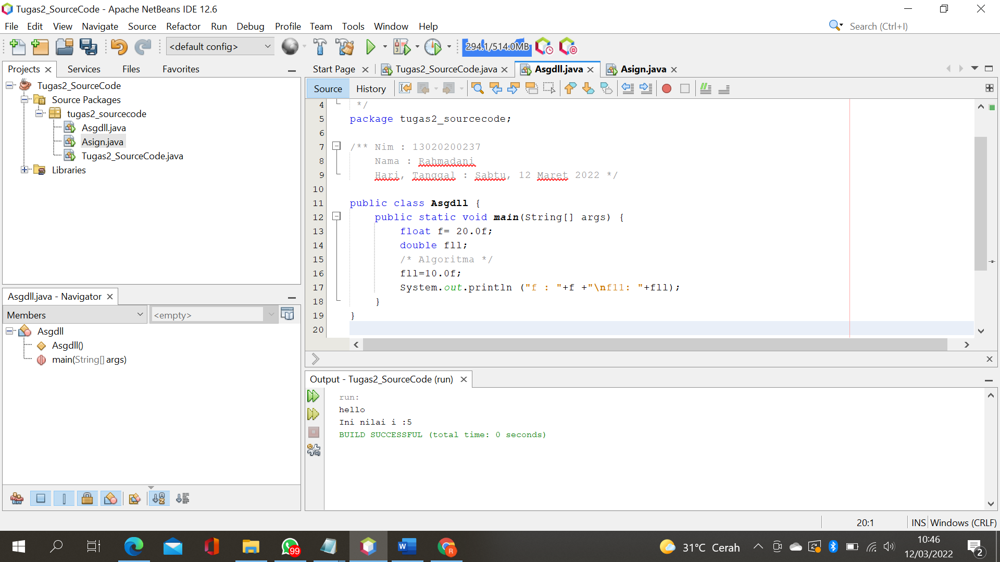 Tugas2_SourceCode - Apache NetBeans IDE 12.6
File Edit View Navigate Source Refactor Run Debug Profile Team Tools Window Help
Search (Ctrl+I)
<default config>
294.1/514.0MB
Projects Services Files Favorites
Tugas2_SourceCode
Source Packages
tugas2_sourcecode
Asgdll.java
Asign.java
Tugas2_SourceCode.java
Libraries
Start Page Tugas2_SourceCode.java Asgdll.java Asign.java
Source History
4 */
5 package tugas2_sourcecode;
6
7 /** Nim : 13020200237
8 Nama : Rahmadani
9 Hari, Tanggal : Sabtu, 12 Maret 2022 */
10
11 public class Asgdll {
12 public static void main(String[] args) {
13 float f= 20.0f;
14 double fll;
15 /* Algoritma */
16 fll=10.0f;
17 System.out.println ("f : "+f +"\nf11: "+fll);
18 }
19 }
20
Asgdll.java - Navigator
Members <empty>
Asgdll
Asgdll()
main(String[] args)
Output - Tugas2_SourceCode (run)
run:
hello
Ini nilai i :5
BUILD SUCCESSFUL (total time: 0 seconds)
20:1 INS Windows (CRLF)
99
W
R
31°C Cerah
10:46
12/03/2022
2